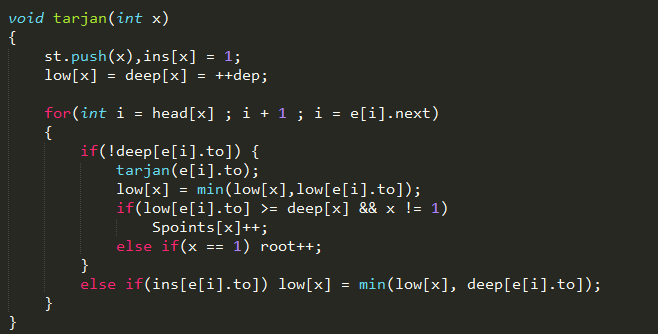 void tarjan(int x)
{
    st.push(x),ins[x] = 1;
    low[x] = deep[x] = ++dep;

    for(int i = head[x] ; i + 1 ; i = e[i].next)
    {
        if(!deep[e[i].to]) {
            tarjan(e[i].to);
            low[x] = min(low[x],low[e[i].to]);
            if(low[e[i].to] >= deep[x] && x != 1)
                Spoints[x]++;
            else if(x == 1) root++;
        }
        else if(ins[e[i].to]) low[x] = min(low[x], deep[e[i].to]);
    }
}